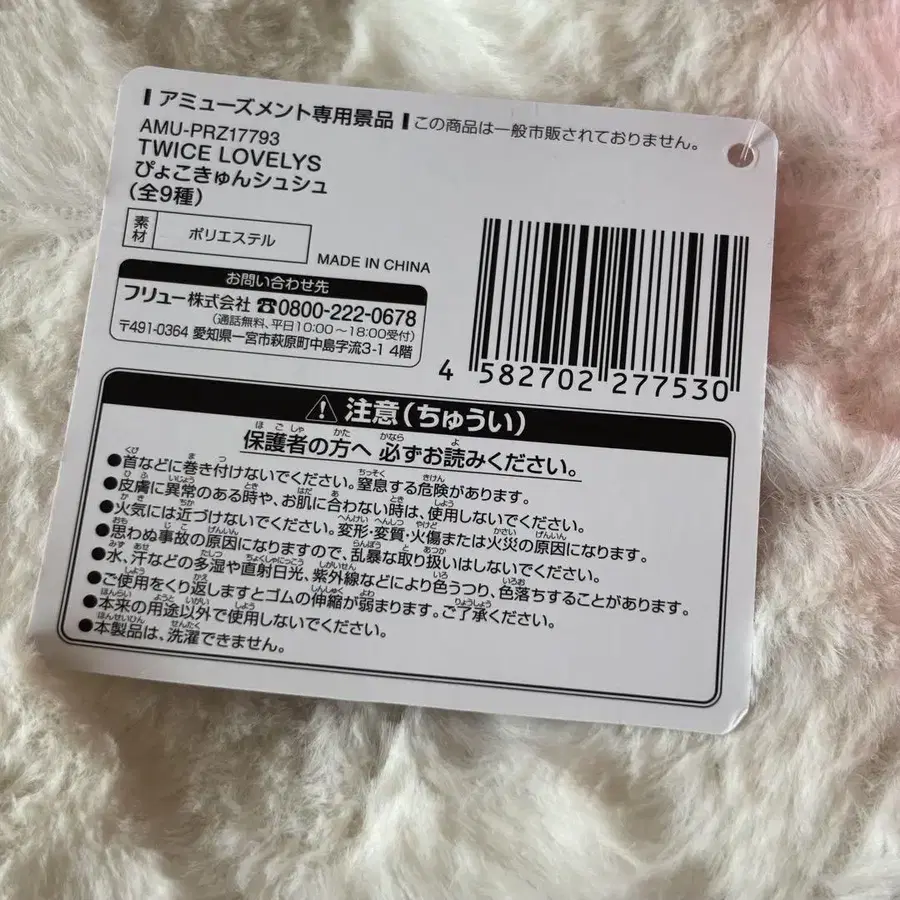 アミューズメント専用景品 この商品は一般市販されておりません。
AMU-PRZ17793
TWICE LOVELYS
ぴょこきゅんシュシュ
(全9種)
素材 ポリエステル
MADE IN CHINA
お問い合わせ先
フリュー株式会社 ☎0800-222-0678
(通話無料、平日10:00～18:00受付)
〒491-0364 愛知県一宮市萩原町中島字流3-1 4階
4 582702 277530
⚠ 注意(ちゅうい)
保護者の方へ 必ずお読みください。
●首などに巻き付けないでください。窒息する危険があります。
●皮膚に異常のある時や、お肌に合わない時は、使用しないでください。
●火気には近づけないでください。変形・変質・火傷または火災の原因になります。
●思わぬ事故の原因になりますので、乱暴な取り扱いはしないでください。
●水、汗などの多湿や直射日光、紫外線などにより色うつり、色落ちすることがあります。
●ご使用をくり返しますとゴムの伸縮が弱まります。ご了承ください。
●本来の用途以外で使用しないでください。
●本製品は、洗濯できません。